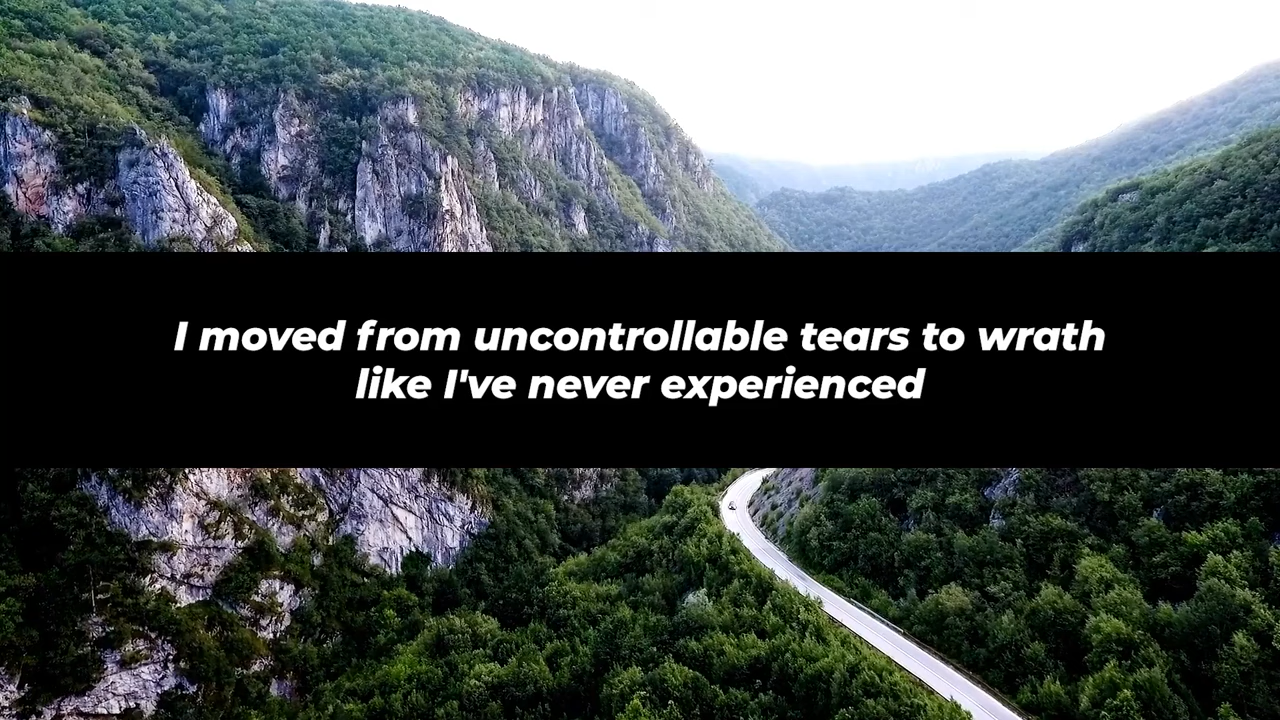 I moved from uncontrollable tears to wrath
like I've never experienced